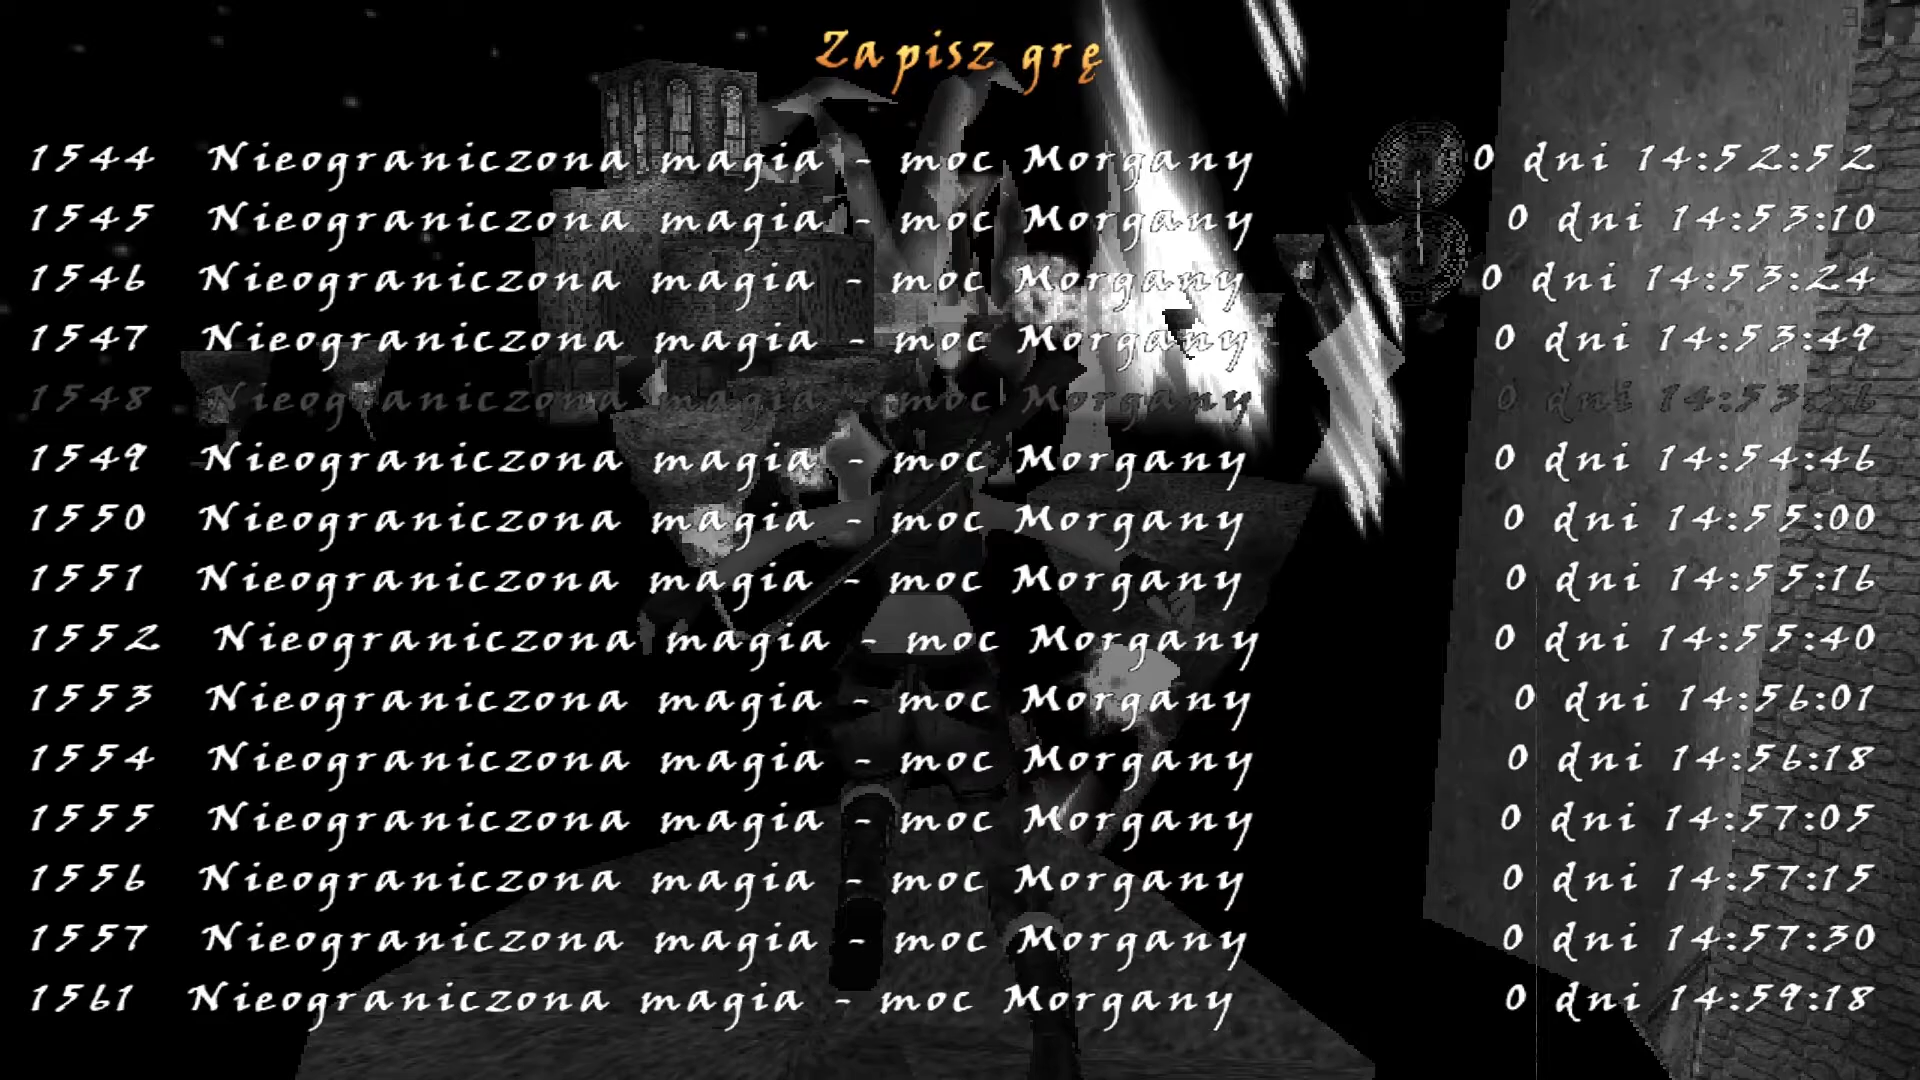 Zapisz grę
1544 Nieograniczona magia - moc Morgany 0 dni 14:52:52
1545 Nieograniczona magia - moc Morgany 0 dni 14:53:10
1546 Nieograniczona magia - moc Morgany 0 dni 14:53:24
1547 Nieograniczona magia - moc Morgany 0 dni 14:53:49
1548 Nieograniczona magia - moc Morgany 0 dni
1549 Nieograniczona magia - moc Morgany 0 dni 14:54:46
1550 Nieograniczona magia - moc Morgany 0 dni 14:55:00
1551 Nieograniczona magia - moc Morgany 0 dni 14:55:16
1552 Nieograniczona magia - moc Morgany 0 dni 14:55:40
1553 Nieograniczona magia - moc Morgany 0 dni 14:56:01
1554 Nieograniczona magia - moc Morgany 0 dni 14:56:18
1555 Nieograniczona magia - moc Morgany 0 dni 14:57:05
1556 Nieograniczona magia - moc Morgany 0 dni 14:57:15
1557 Nieograniczona magia - moc Morgany 0 dni 14:57:30
1561 Nieograniczona magia - moc Morgany 0 dni 14:59:18